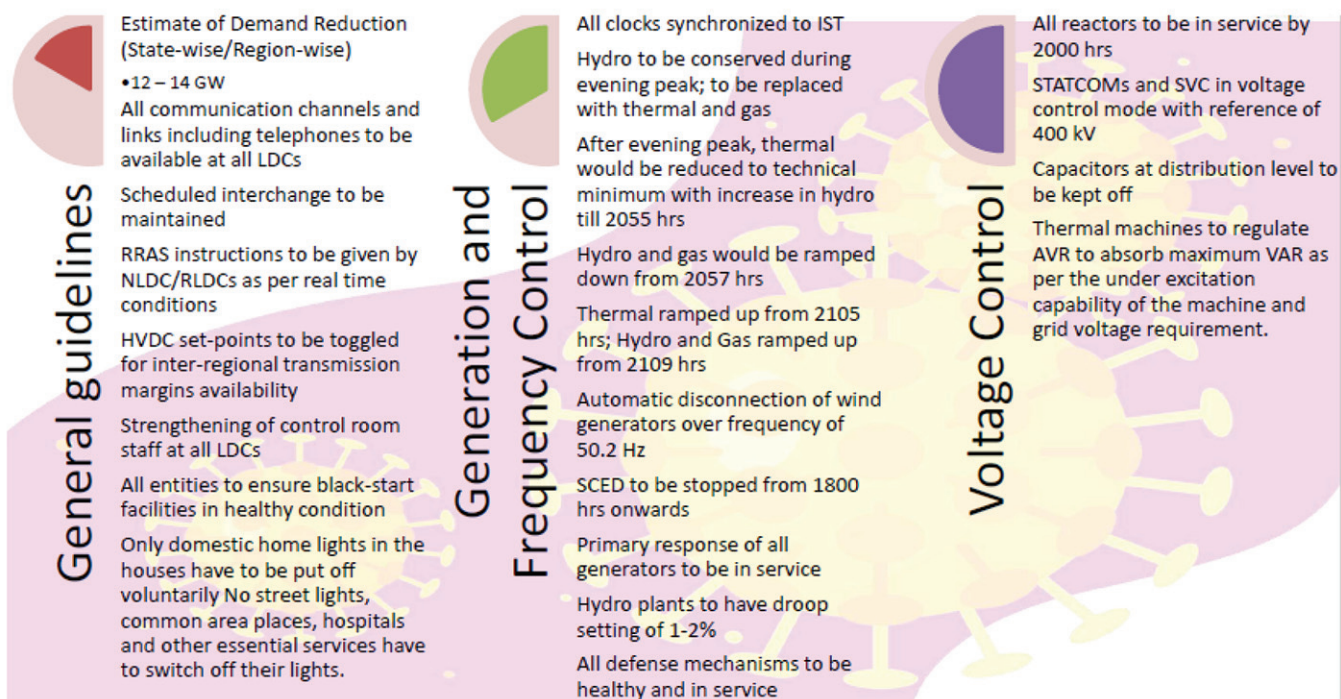 General guidelines
Estimate of Demand Reduction
(State-wise/Region-wise)
•12 – 14 GW
All communication channels and
links including telephones to be
available at all LDCs
Scheduled interchange to be
maintained
RRAS instructions to be given by
NLDC/RLDCs as per real time
conditions
HVDC set-points to be toggled
for inter-regional transmission
margins availability
Strengthening of control room
staff at all LDCs
All entities to ensure black-start
facilities in healthy condition
Only domestic home lights in the
houses have to be put off
voluntarily No street lights,
common area places, hospitals
and other essential services have
to switch off their lights.
Generation and
Frequency Control
All clocks synchronized to IST
Hydro to be conserved during
evening peak; to be replaced
with thermal and gas
After evening peak, thermal
would be reduced to technical
minimum with increase in hydro
till 2055 hrs
Hydro and gas would be ramped
down from 2057 hrs
Thermal ramped up from 2105
hrs; Hydro and Gas ramped up
from 2109 hrs
Automatic disconnection of wind
generators over frequency of
50.2 Hz
SCED to be stopped from 1800
hrs onwards
Primary response of all
generators to be in service
Hydro plants to have droop
setting of 1-2%
All defense mechanisms to be
healthy and in service
Voltage Control
All reactors to be in service by
2000 hrs
STATCOMs and SVC in voltage
control mode with reference of
400 kV
Capacitors at distribution level to
be kept off
Thermal machines to regulate
AVR to absorb maximum VAR as
per the under excitation
capability of the machine and
grid voltage requirement.